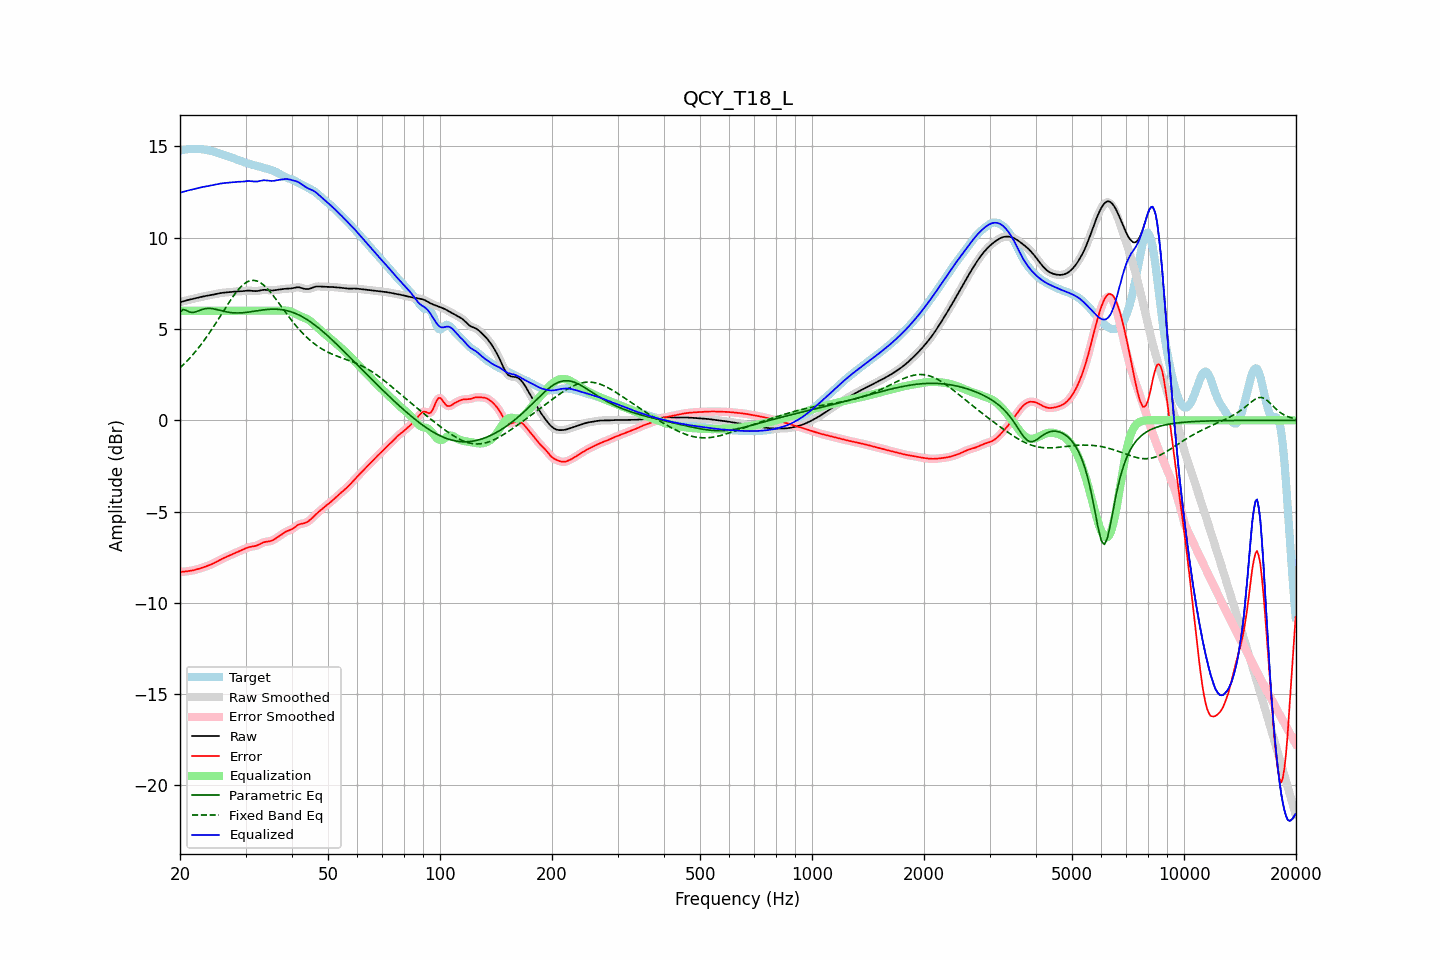 QCY_T18_L
15
10
5
0
−5
−10
−15
−20
Amplitude (dBr)
Target
Raw Smoothed
Error Smoothed
Raw
Error
Equalization
Parametric Eq
Fixed Band Eq
Equalized
20 50 100 200 500 1000 2000 5000 10000 20000
Frequency (Hz)